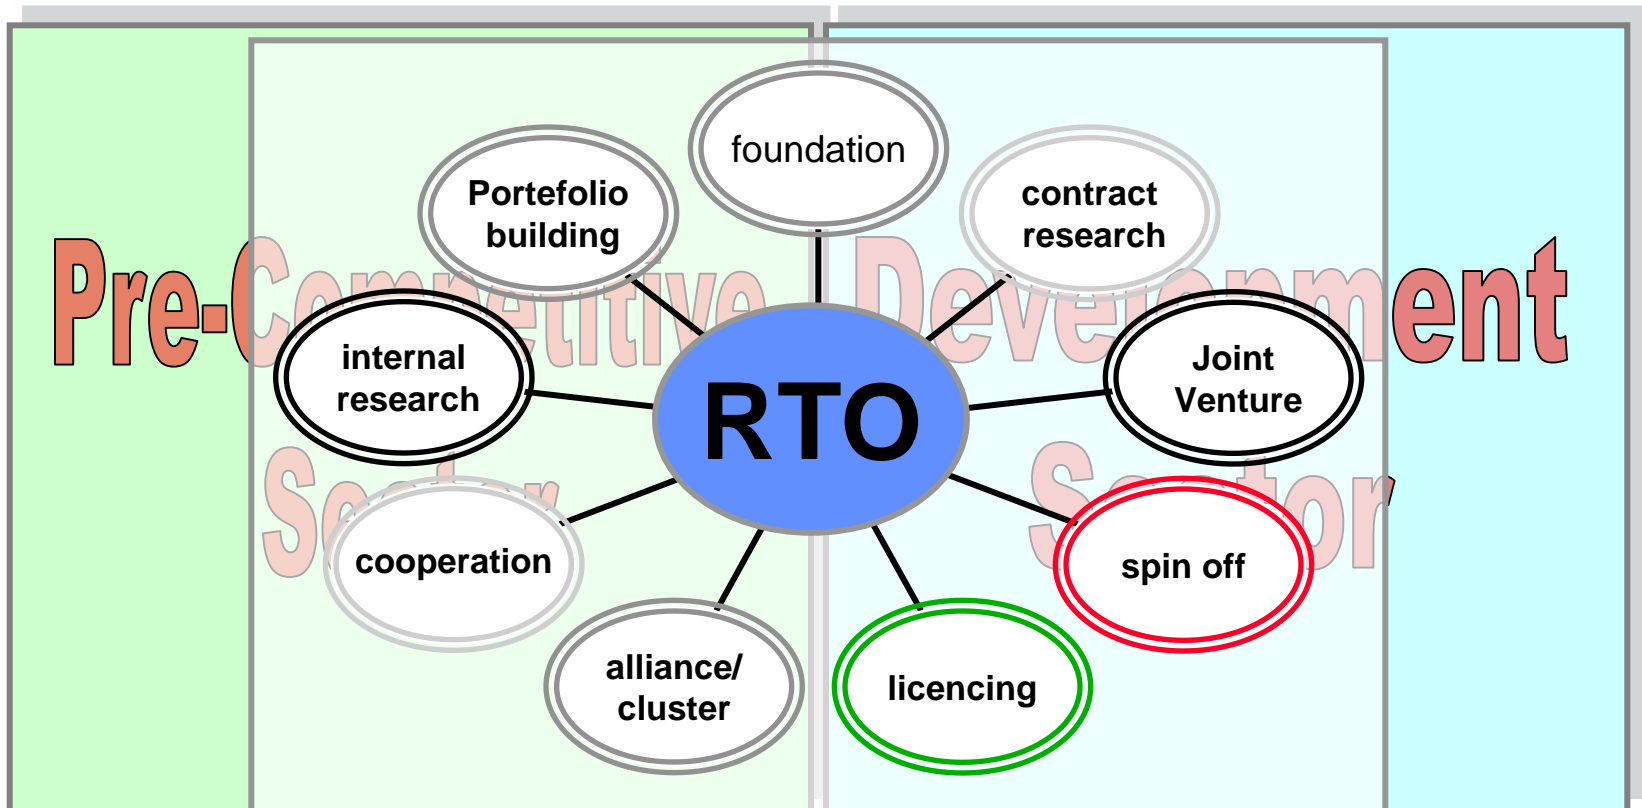 foundation
Portefolio
building
contract
research
Pre-Competitive
Sector
Development
Sector
internal
research
RTO
Joint
Venture
cooperation
spin off
alliance/
cluster
licencing